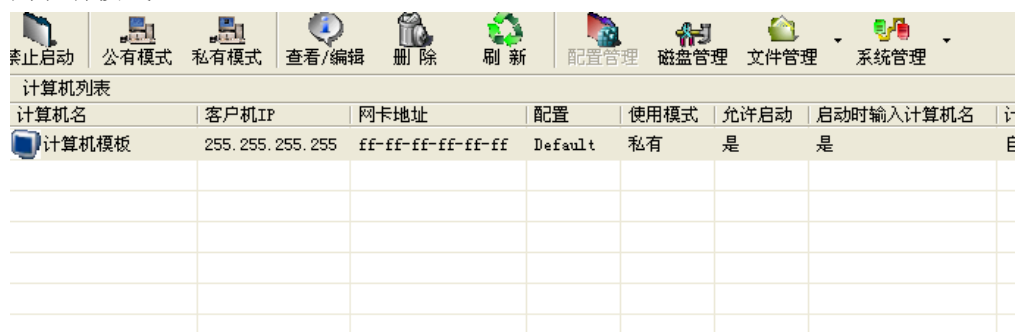 禁止启动 公有模式 私有模式 查看/编辑 删 除 刷 新 配置管理 磁盘管理 文件管理 系统管理
计算机列表
计算机名 客户机IP 网卡地址 配置 使用模式 允许启动 启动时输入计算机名
计算机模板 255.255.255.255 ff-ff-ff-ff-ff-ff Default 私有 是 是